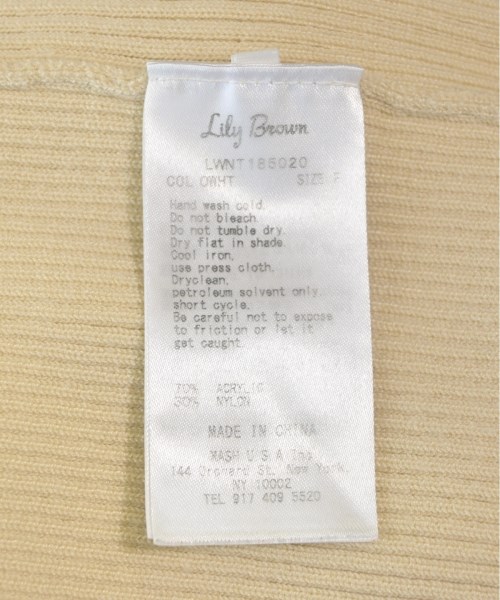 Lily Brown
LWNT185020
COL OWHT SIZE F
Hand wash cold.
Do not bleach.
Do not tumble dry.
Dry flat in shade.
Cool iron,
use press cloth.
Dryclean,
petroleum solvent only,
short cycle.
Be careful not to expose
to friction or let it
get caught.
70% ACRYLIC
30% NYLON
MADE IN CHINA
MASH U S A Inc
144 Orchard St. New York,
NY 10002
TEL 917 409 5520